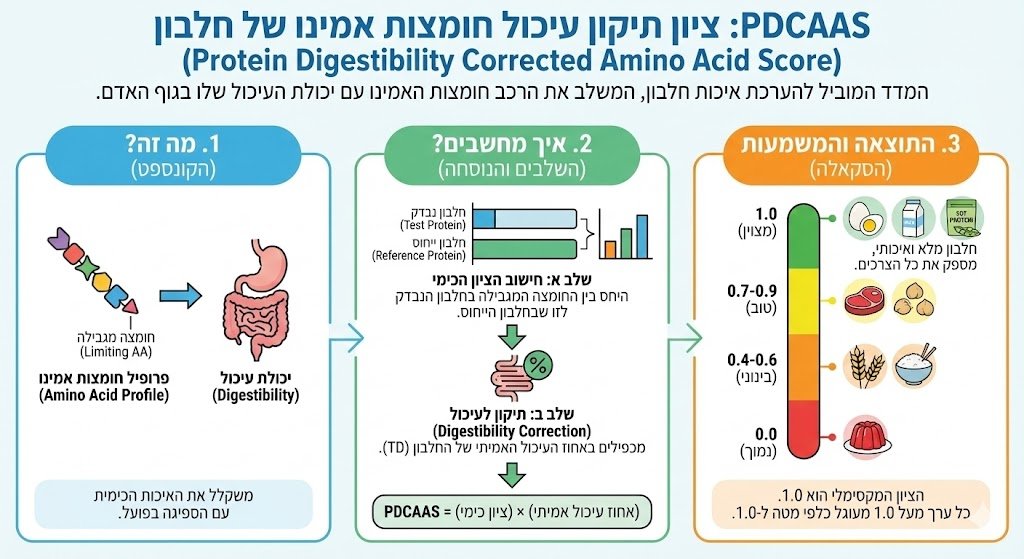 PDCAAS: ציון תיקון עיכול חומצות אמינו של חלבון
(Protein Digestibility Corrected Amino Acid Score)
המדד המוביל להערכת איכות חלבון, המשלב את הרכב חומצות האמינו עם יכולת העיכול שלו בגוף האדם.
1. מה זה?
(הקונספט)
חומצה מגבילה
(Limiting AA)
פרופיל חומצות אמינו
(Amino Acid Profile)
יכולת עיכול
(Digestibility)
משקלל את האיכות הכימית
עם הספיגה בפועל.
2. איך מחשבים?
(השלבים והנוסחה)
חלבון נבדק
(Test Protein)
חלבון ייחוס
(Reference Protein)
שלב א: חישוב הציון הכימי
היחס בין החומצה המגבילה בחלבון הנבדק
לזו שבחלבון הייחוס.
%
שלב ב: תיקון לעיכול
(Digestibility Correction)
מכפילים באחוז העיכול האמיתי של החלבון (TD).
PDCAAS = (ציון כימי) × (אחוז עיכול אמיתי)
3. התוצאה והמשמעות
(הסקאלה)
1.0
(מצוין)
SOY
PROTEIN
חלבון מלא ואיכותי,
מספק את כל הצרכים.
0.7-0.9
(טוב)
0.4-0.6
(בינוני)
0.0
(נמוך)
הציון המקסימלי הוא 1.0.
כל ערך מעל 1.0 מעוגל כלפי מטה ל-1.0.